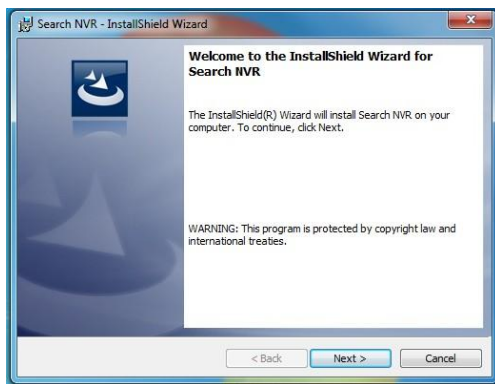 Search NVR - InstallShield Wizard
Welcome to the InstallShield Wizard for
Search NVR
The InstallShield(R) Wizard will install Search NVR on your
computer. To continue, click Next.
WARNING: This program is protected by copyright law and
international treaties.
< Back
Next >
Cancel